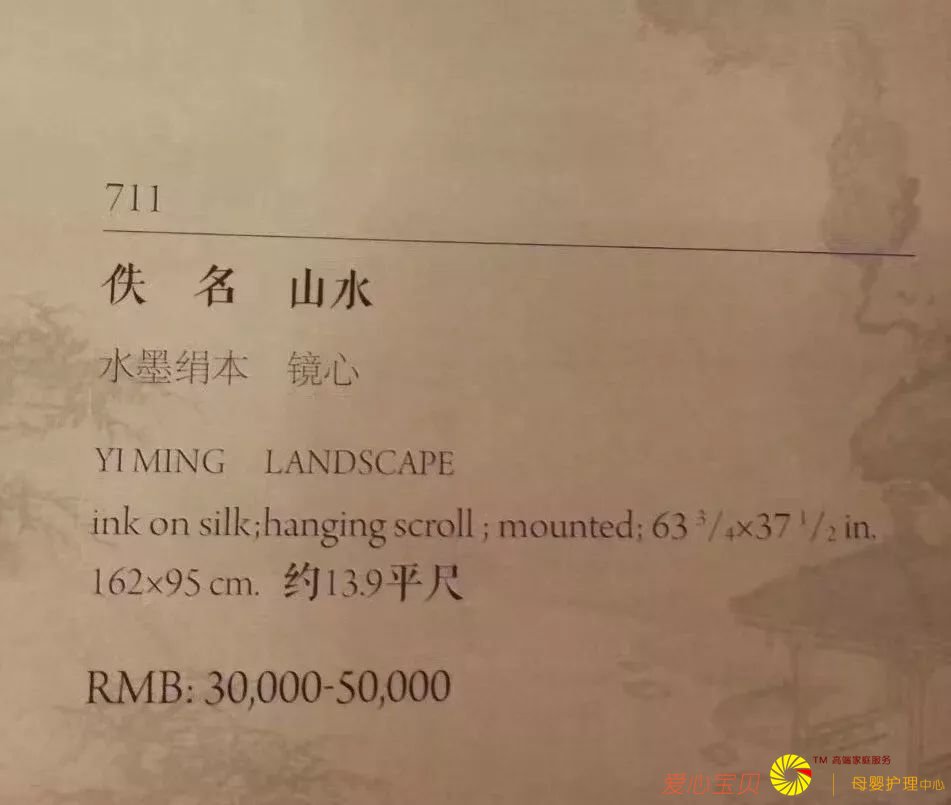 711
佚 名 山水
水墨绢本 镜心
YI MING LANDSCAPE
ink on silk;hanging scroll ; mounted; 63 3/4×37 1/2 in.
162×95 cm. 约13.9平尺
RMB: 30,000-50,000
爱心宝贝 TM 高端家庭服务 | 母婴护理中心